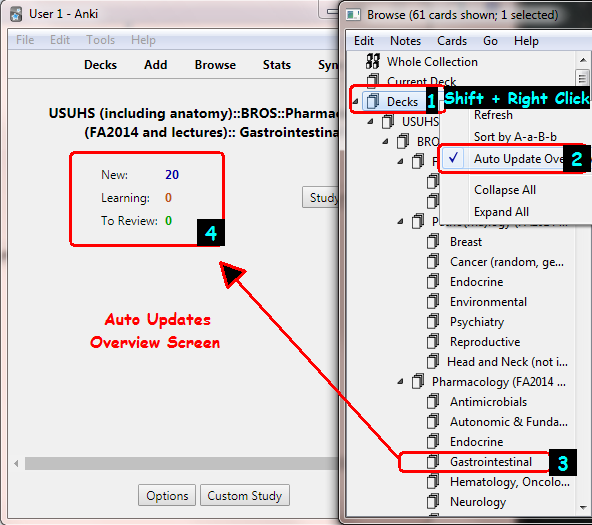 User 1 - Anki
File Edit Tools Help
Decks Add Browse Stats Syn
USUHS (including anatomy)::BROS::Pharma
(FA2014 and lectures):: Gastrointestinal
New: 20
Learning: 0
To Review: 0
Study
4
Auto Updates
Overview Screen
Options Custom Study
Browse (61 cards shown; 1 selected)
Edit Notes Cards Go Help
Whole Collection
Current Deck
Decks 1 Shift + Right Click
USUHS
Refresh
BRO
Sort by A-a-B-b
Auto Update Ove 2
Collapse All
Expand All
Breast
Cancer (random, ge...
Endocrine
Environmental
Psychiatry
Reproductive
Head and Neck (not i...
Pharmacology (FA2014 ...
Antimicrobials
Autonomic & Funda...
Endocrine
Gastrointestinal 3
Hematology, Oncolo...
Neurology